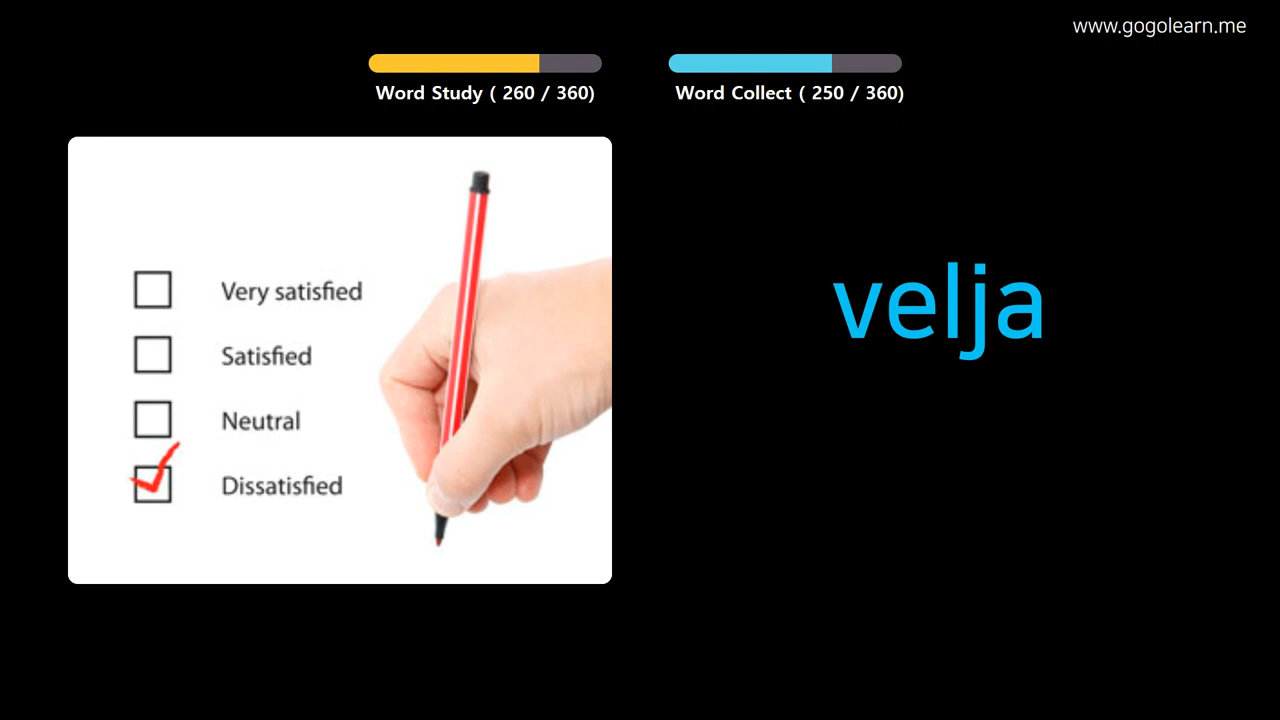 www.gogolearn.me
Word Study ( 260 / 360)
Word Collect ( 250 / 360)
Very satisfied
Satisfied
Neutral
Dissatisfied
velja